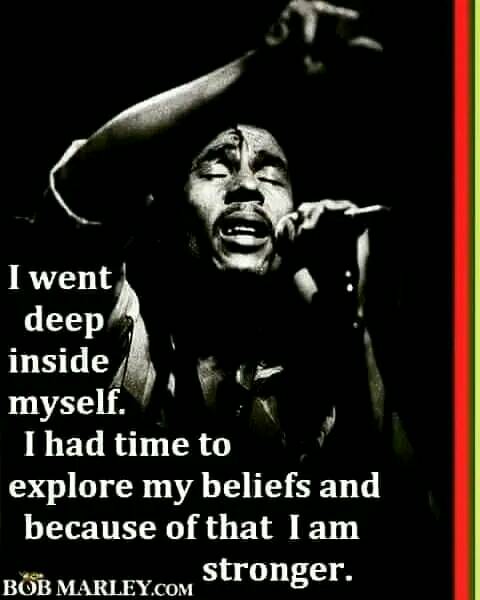 I went
deep
inside
myself.
I had time to
explore my beliefs and
because of that I am
stronger.
BOB MARLEY.COM